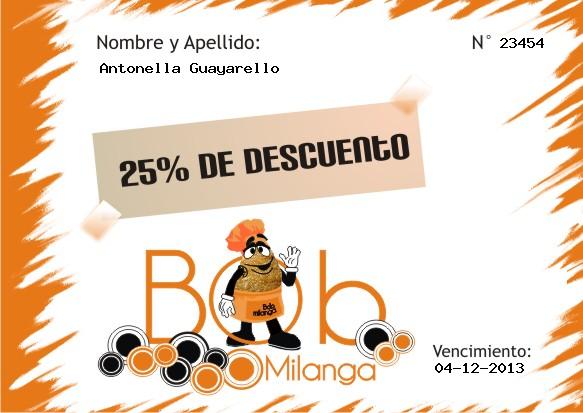 Nombre y Apellido:
N° 23454
Antonella Guayarello
25% DE DESCUENTO
Bob
Bob
milanga
Milanga
Vencimiento:
04-12-2013